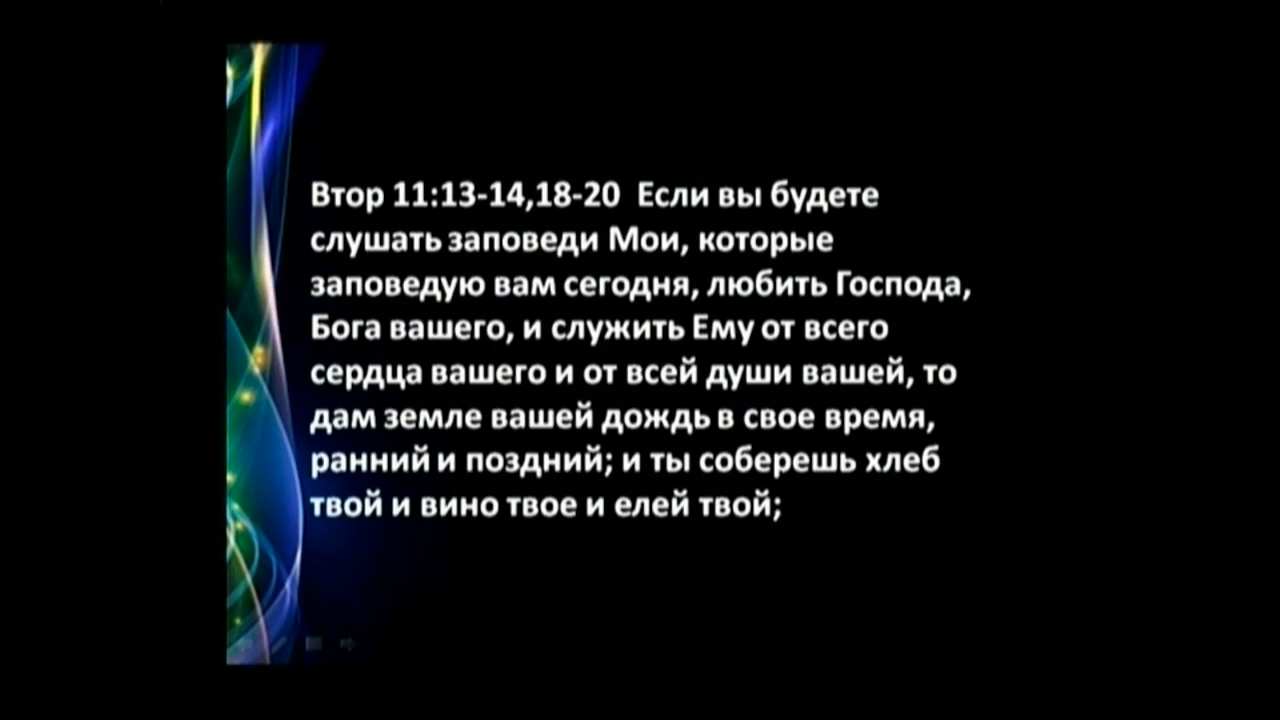 Втор 11:13-14,18-20  Если вы будете
слушать заповеди Мои, которые
заповедую вам сегодня, любить Господа,
Бога вашего, и служить Ему от всего
сердца вашего и от всей души вашей, то
дам земле вашей дождь в свое время,
ранний и поздний; и ты соберешь хлеб
твой и вино твое и елей твой;